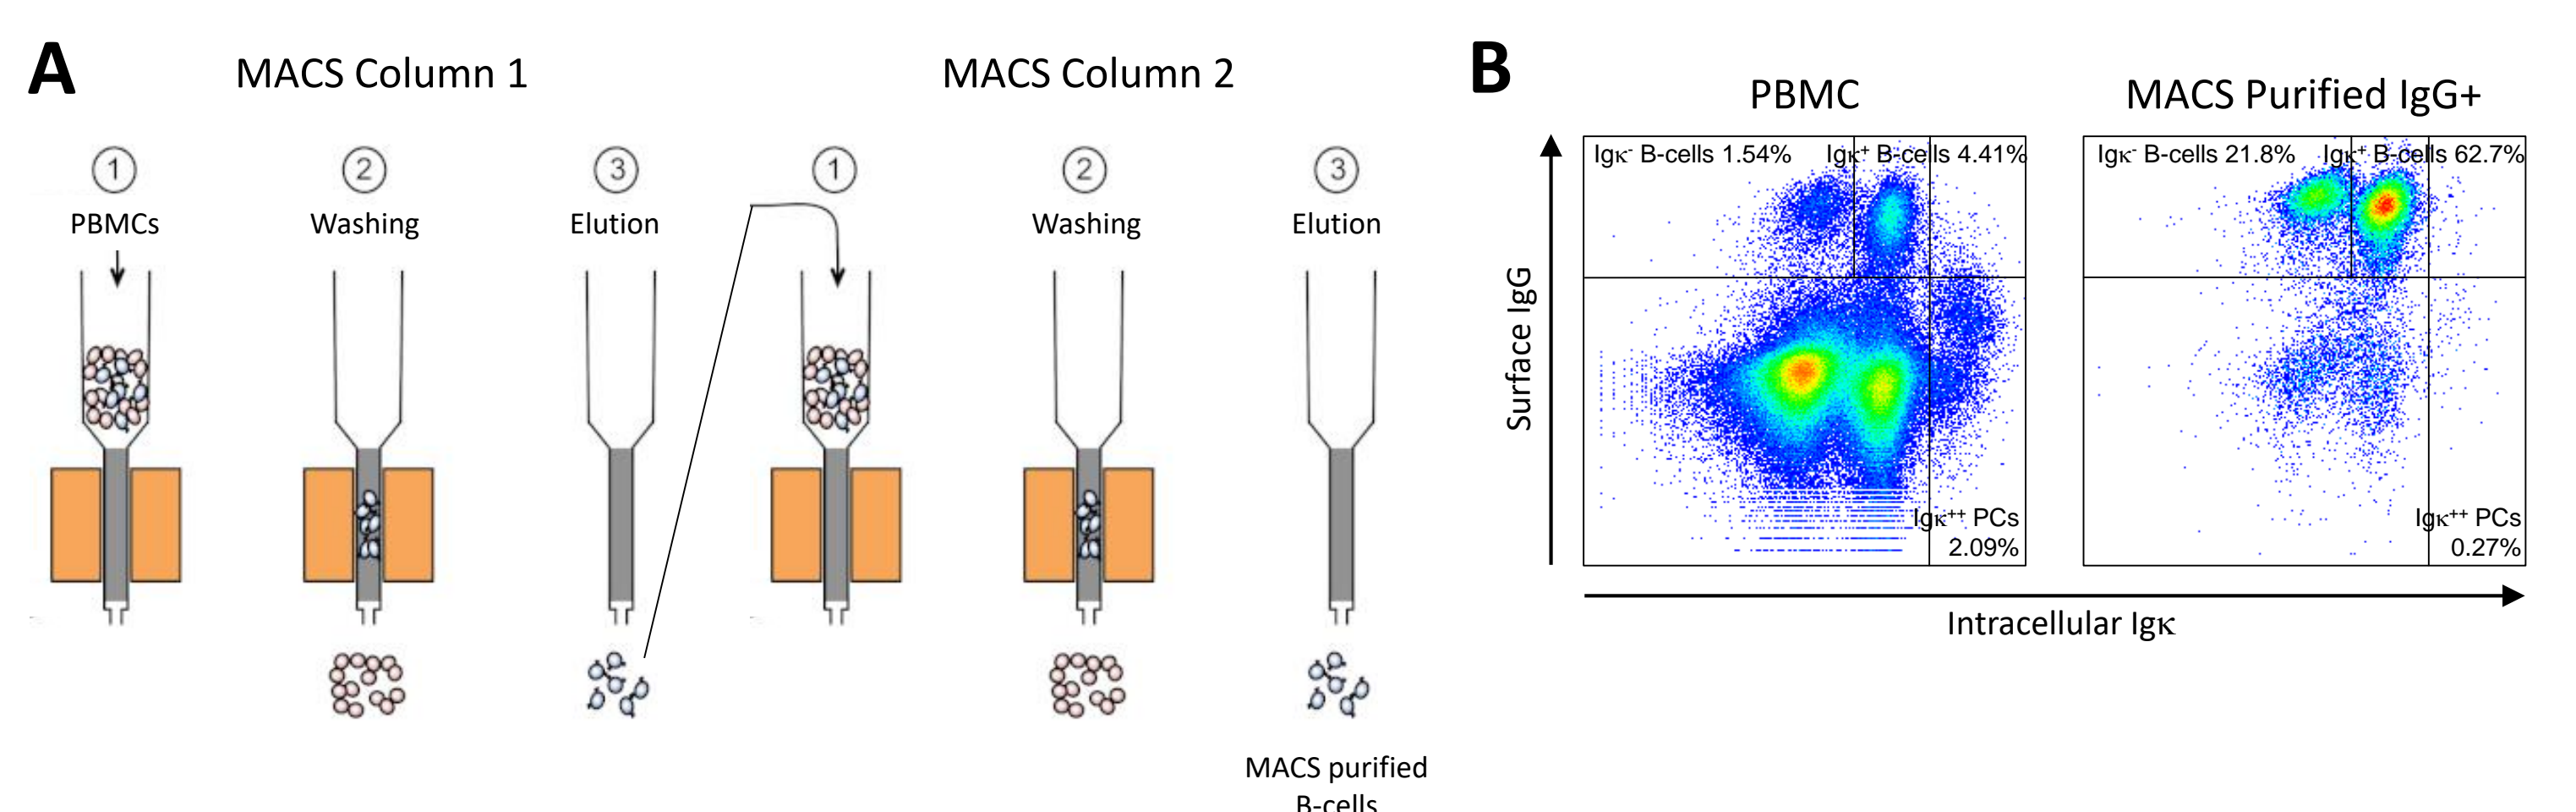 A
MACS Column 1
MACS Column 2
1
PBMCs
2
Washing
3
Elution
1
2
Washing
3
Elution
MACS purified
B-cells
B
PBMC
MACS Purified IgG+
Igκ⁻ B-cells 1.54%
Igκ⁺ B-cells 4.41%
Igκ⁺⁺ PCs
2.09%
Igκ⁻ B-cells 21.8%
Igκ⁺ B-cells 62.7%
Igκ⁺⁺ PCs
0.27%
Surface IgG
Intracellular Igκ